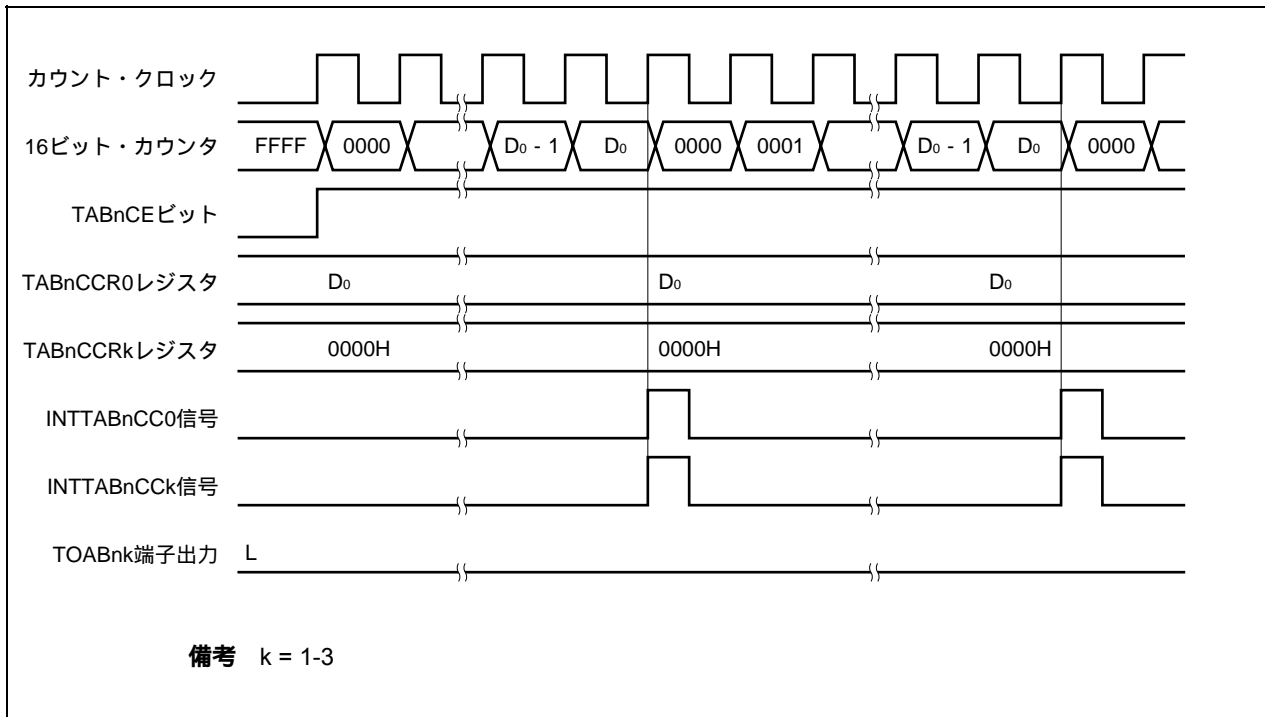 カウント・クロック
16ビット・カウンタ FFFF 0000 D0 - 1 D0 0000 0001 D0 - 1 D0 0000
TABnCEビット
TABnCCR0レジスタ D0 D0 D0
TABnCCRkレジスタ 0000H 0000H 0000H
INTTABnCC0信号
INTTABnCCk信号
TOABnk端子出力 L
備考 k = 1-3